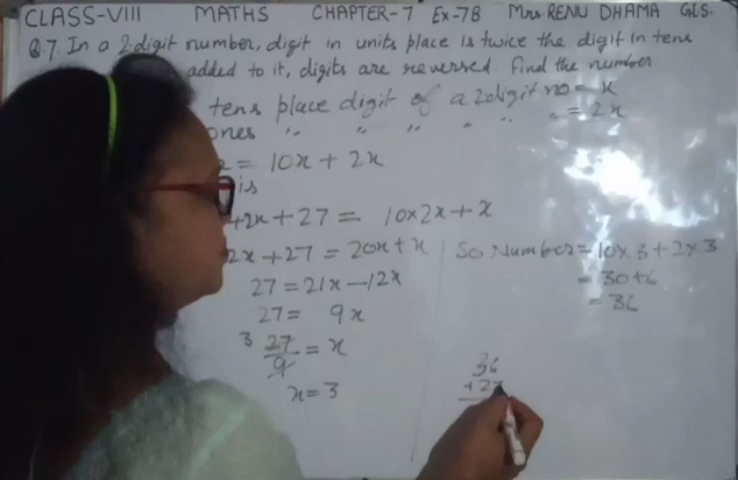 CLASS-VIII MATHS CHAPTER-7 Ex-7B Mrs. RENU DHAMA GLS.
Q7. In a 2digit number, digit in units place is twice the digit in tens
added to it, digits are reversed. Find the number
tens place digit of a 2digit no = x
ones " " " " " " = 2x
= 10x + 2x
is
+2x + 27 = 10×2x + x
2x + 27 = 20x + x
27 = 21x - 12x
27 = 9x
3 27/9 = x
x = 3
So Number = 10×3 + 2×3
= 30+6
= 36
36
+2